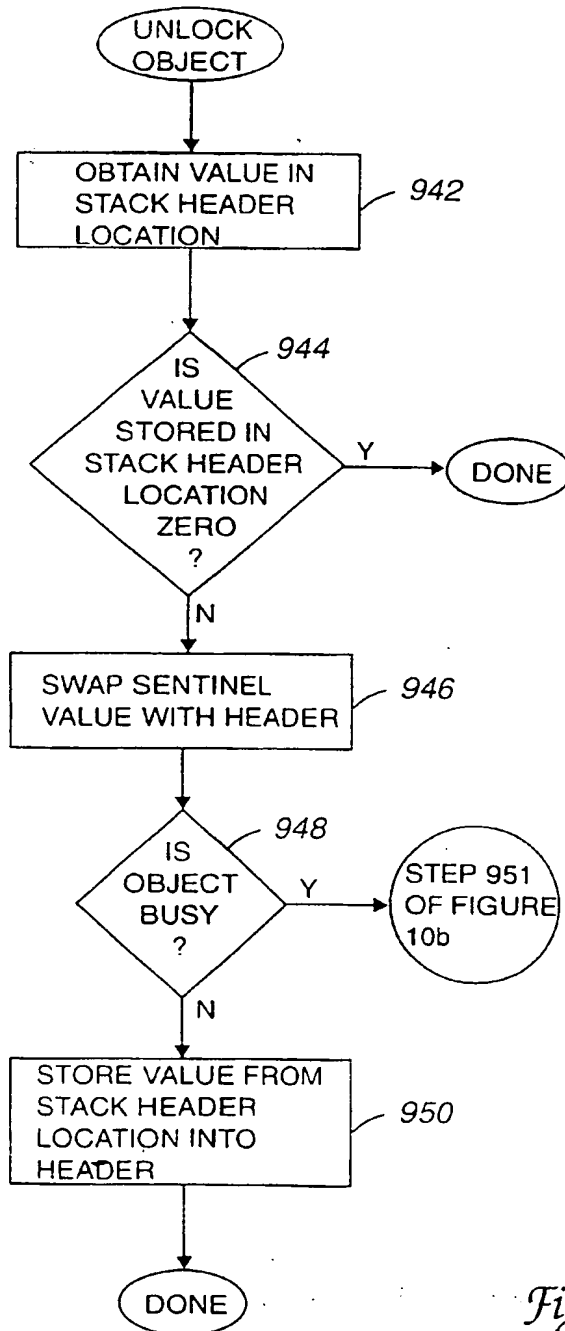 UNLOCK
OBJECT
OBTAIN VALUE IN
STACK HEADER
LOCATION
942
944
IS
VALUE
STORED IN
STACK HEADER
LOCATION
ZERO
?
Y
DONE
N
SWAP SENTINEL
VALUE WITH HEADER
946
948
IS
OBJECT
BUSY
?
Y
STEP 951
OF FIGURE
10b
N
STORE VALUE FROM
STACK HEADER
LOCATION INTO
HEADER
950
DONE